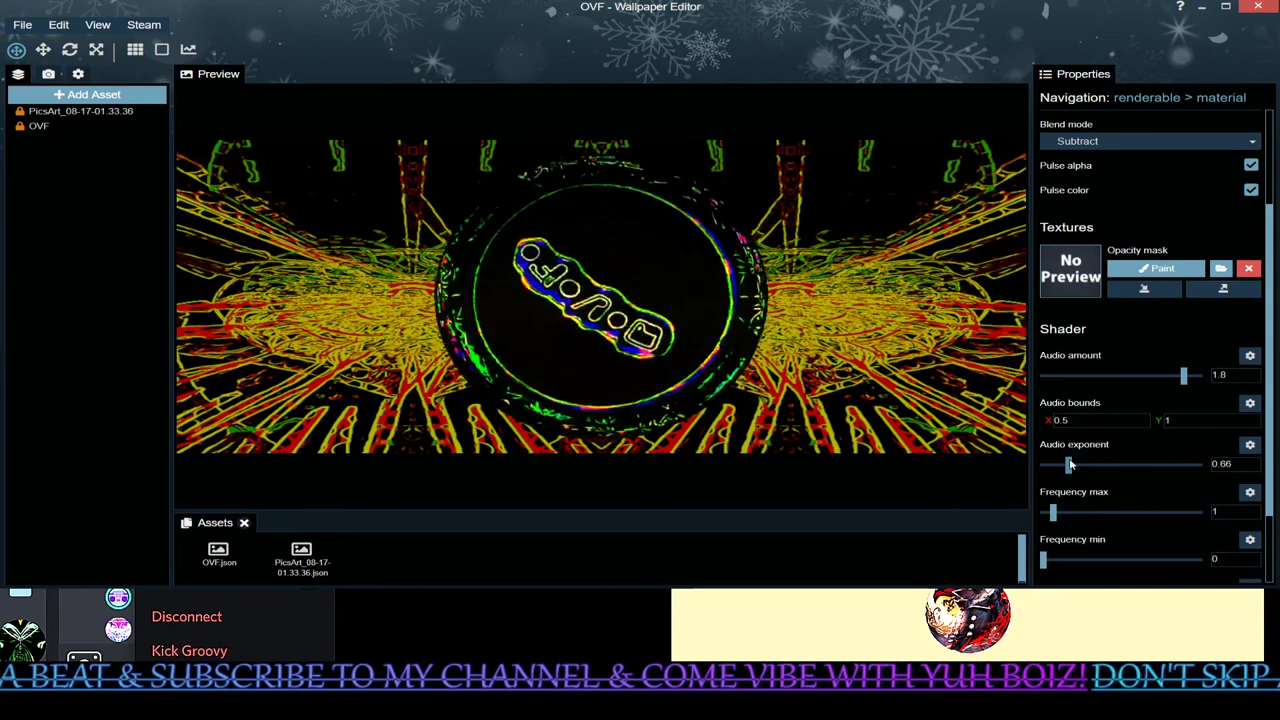 OVF - Wallpaper Editor
File Edit View Steam
Preview
Properties
+ Add Asset
PicsArt_08-17-01.33.36
OVF
Navigation: renderable > material
Blend mode
Subtract
Pulse alpha
Pulse color
Textures
No Preview
Opacity mask
Paint
Shader
Audio amount
1.8
Audio bounds
X 0.5 Y 1
Audio exponent
0.66
Frequency max
1
Frequency min
0
Assets
OVF.json
PicsArt_08-17-
01.33.36.json
Disconnect
Kick Groovy
A BEAT & SUBSCRIBE TO MY CHANNEL & COME VIBE WITH YUH BOIZ! DON'T SKIP